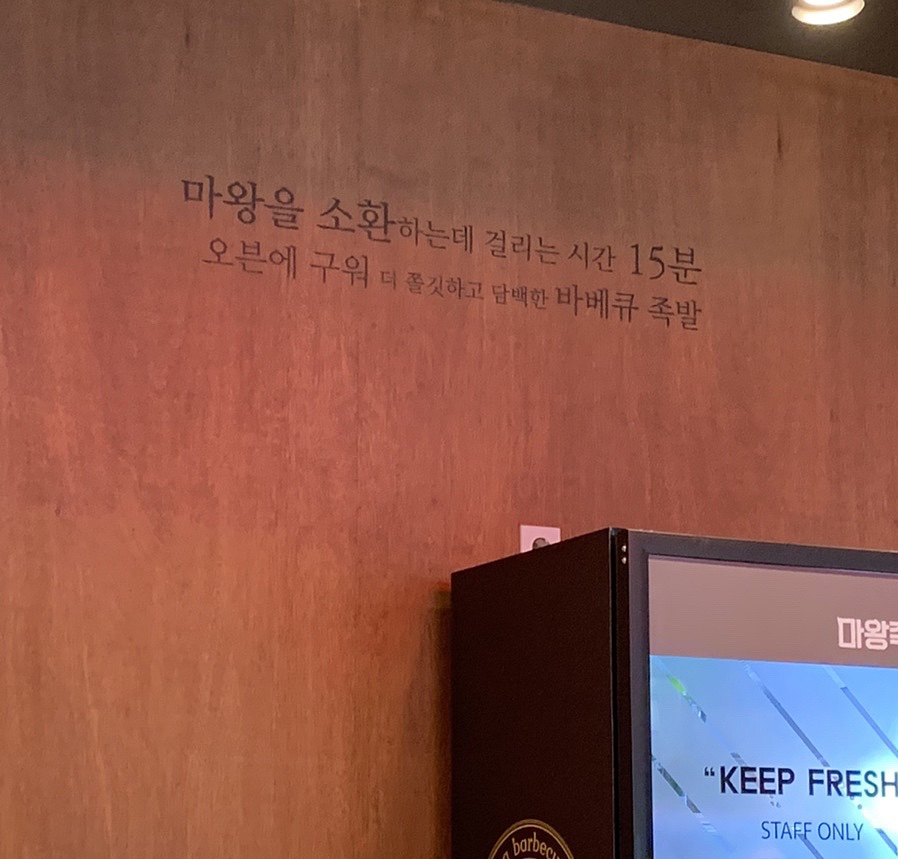 마왕을 소환하는데 걸리는 시간 15분
오븐에 구워 더 쫄깃하고 담백한 바베큐 족발
마왕
“KEEP FRESH
STAFF ONLY